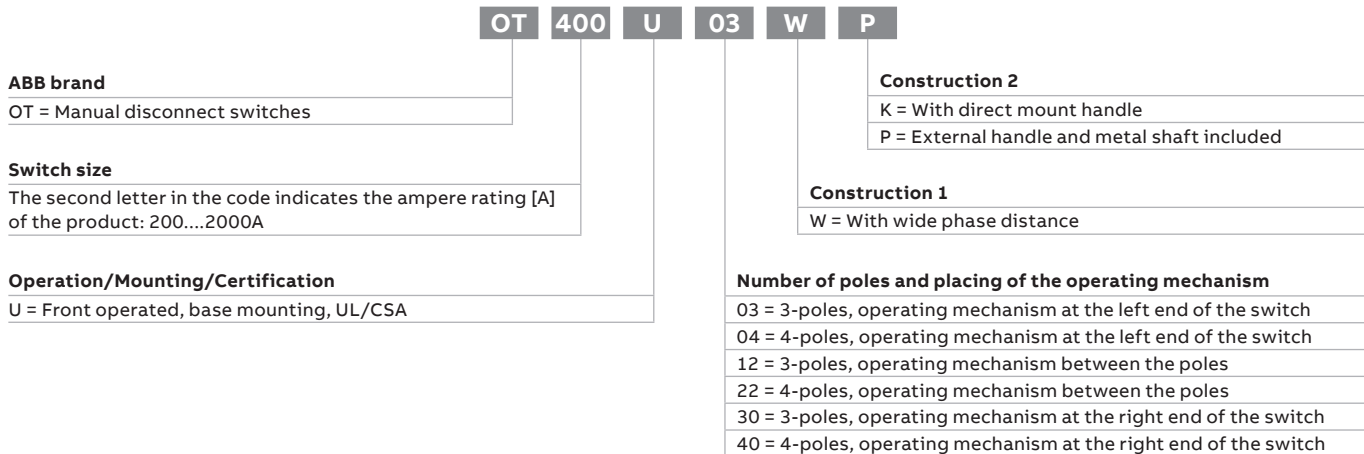 OT 400 U 03 W P
ABB brand
OT = Manual disconnect switches
Switch size
The second letter in the code indicates the ampere rating [A]
of the product: 200....2000A
Operation/Mounting/Certification
U = Front operated, base mounting, UL/CSA
Construction 2
K = With direct mount handle
P = External handle and metal shaft included
Construction 1
W = With wide phase distance
Number of poles and placing of the operating mechanism
03 = 3-poles, operating mechanism at the left end of the switch
04 = 4-poles, operating mechanism at the left end of the switch
12 = 3-poles, operating mechanism between the poles
22 = 4-poles, operating mechanism between the poles
30 = 3-poles, operating mechanism at the right end of the switch
40 = 4-poles, operating mechanism at the right end of the switch